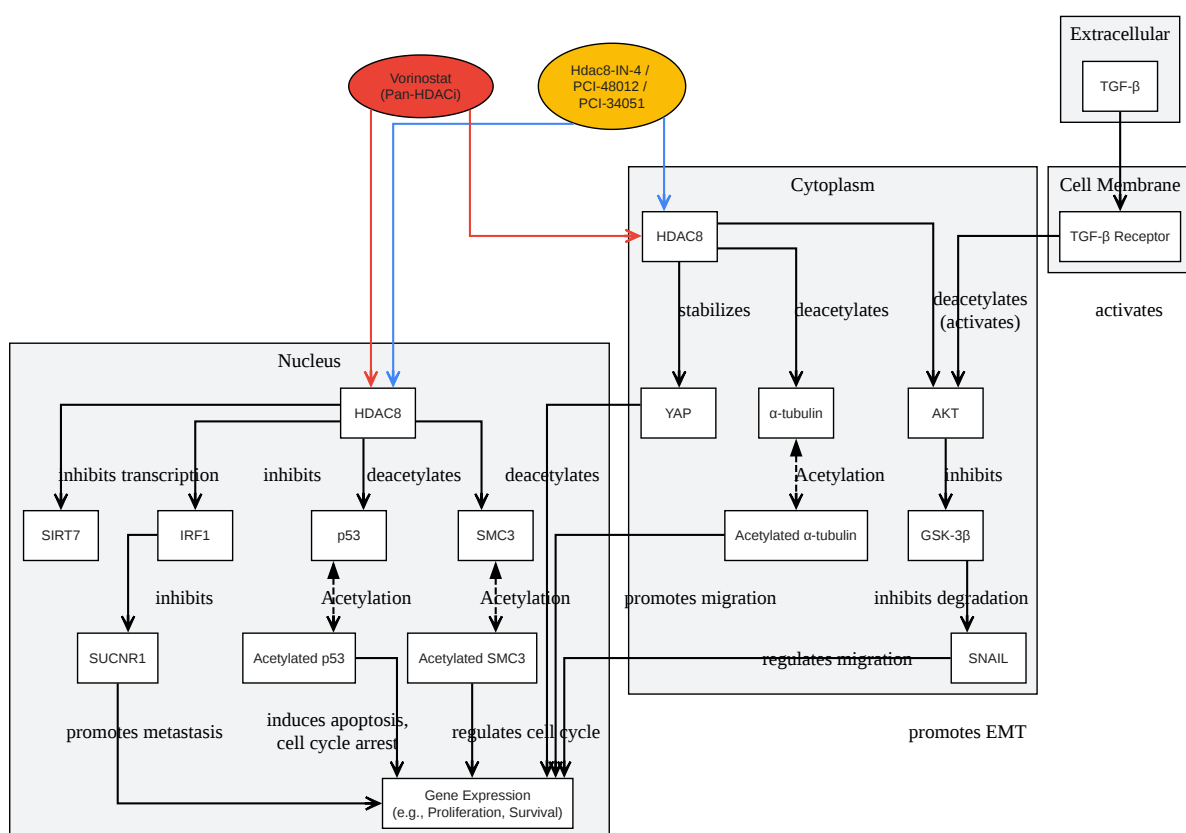 Extracellular
Vorinostat
(Pan-HDACi)
Hdac8-IN-4 /
PCI-48012 /
PCI-34051
TGF-β
Cytoplasm
Cell Membrane
HDAC8
TGF-β Receptor
stabilizes
deacetylates
deacetylates
(activates)
activates
Nucleus
HDAC8
YAP
α-tubulin
AKT
inhibits transcription
inhibits
deacetylates
deacetylates
Acetylation
inhibits
SIRT7
IRF1
p53
SMC3
Acetylated α-tubulin
GSK-3β
inhibits
Acetylation
Acetylation
promotes migration
inhibits degradation
SUCNR1
Acetylated p53
Acetylated SMC3
regulates migration
SNAIL
promotes metastasis
induces apoptosis,
cell cycle arrest
regulates cell cycle
promotes EMT
Gene Expression
(e.g., Proliferation, Survival)